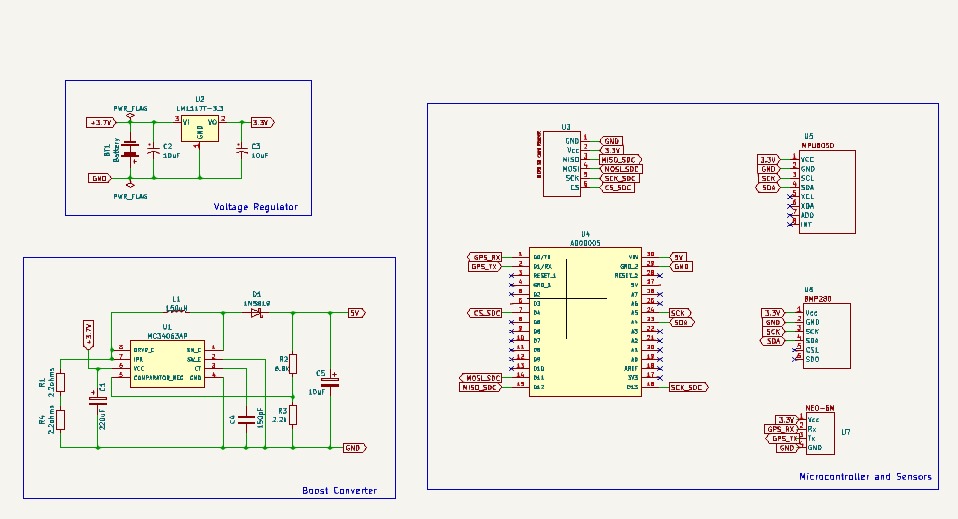 PWR_FLAG
U2
LM1117T-3.3
+3.7V
3 VI
VO 2
3.3V
GND
1
BT1
Battery
C2
10uF
C3
10uF
GND
PWR_FLAG
Voltage Regulator
L1
150uH
D1
1N5819
5V
+3.7V
U1
MC34063AP
8 DRVR_C
SW_C 1
7 IPK
SW_E 2
6 VCC
CT 3
5 COMPARATOR_NEG
GND 4
R1
2.2ohms
R4
2.2ohms
C1
220uF
C4
150pF
R2
6.8k
R3
2.2k
C5
10uF
GND
Boost Converter
U3
GND 1 GND
Vcc 2 3.3V
MISO 3 MISO_SDC
MOSI 4 MOSI_SDC
SCK 5 SCK_SDC
CS 6 CS_SDC
U5
MPU6050
3.3V 1 VCC
GND 2 GND
SCK 3 SCL
SDA 4 SDA
5 XCL
6 XDA
7 ADO
8 INT
U4
A000005
GPS_RX 1 D0/TX
VIN 30 5V
GPS_TX 2 D1/RX
GND_2 29 GND
3 RESET_1
RESET_2 28
4 GND_1
5V 27
5 D2
A7 26
6 D3
A6 25
CS_SDC 7 D4
A5 24 SCK
8 D5
A4 23 SDA
9 D6
A3 22
10 D7
A2 21
11 D8
A1 20
12 D9
A0 19
13 D10
AREF 18
MOSI_SDC 14 D11
3V3 17
MISO_SDC 15 D12
D13 16 SCK_SDC
U6
BMP280
3.3V 1 Vcc
GND 2 GND
SCK 3 SCK
SDA 4 SDA
5 CSL
6 SDO
NEO-6M
3.3V 1 Vcc
GPS_RX 2 Rx
GPS_TX 3 Tx
GND 4 GND
U7
Microcontroller and Sensors